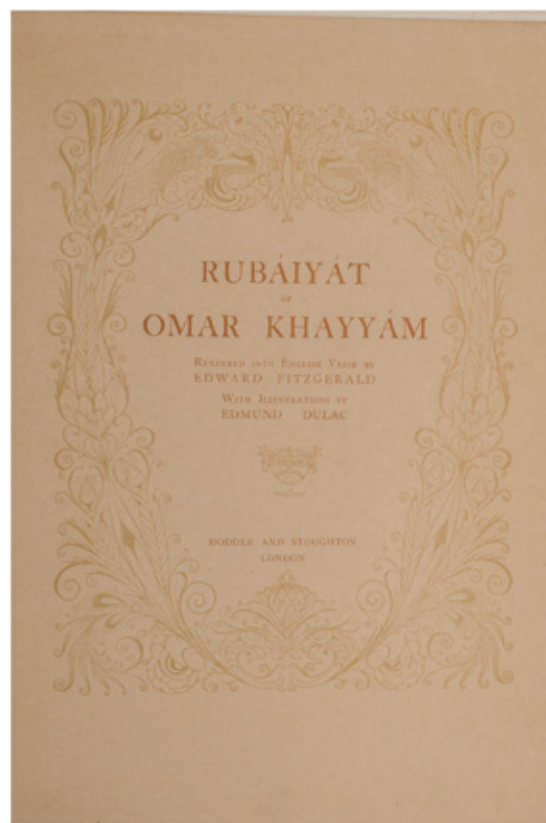 RUBÁIYÁT
OF
OMAR KHAYYÁM
RENDERED INTO ENGLISH VERSE BY
EDWARD FITZGERALD
WITH ILLUSTRATIONS BY
EDMUND DULAC
HODDER AND STOUGHTON
LONDON